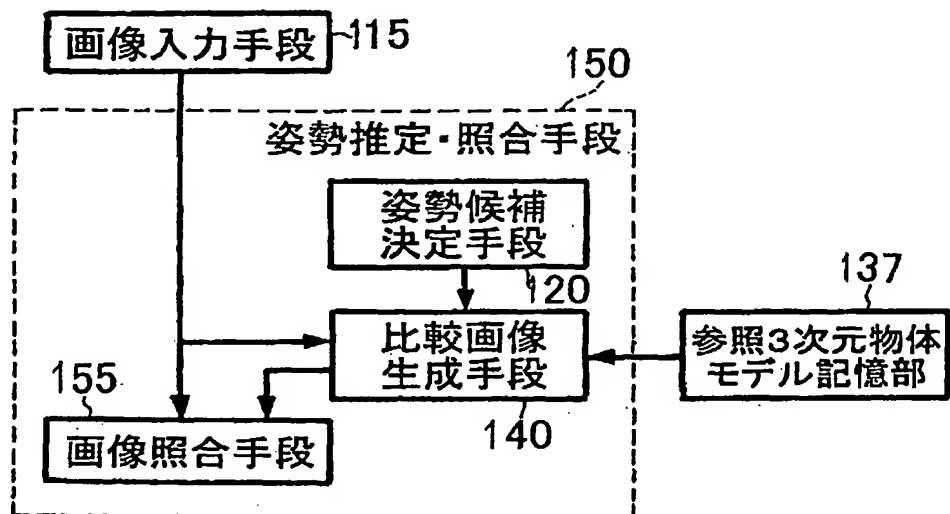 画像入力手段
115
150
姿勢推定・照合手段
姿勢候補
決定手段
120
137
比較画像
生成手段
140
参照3次元物体
モデル記憶部
155
画像照合手段